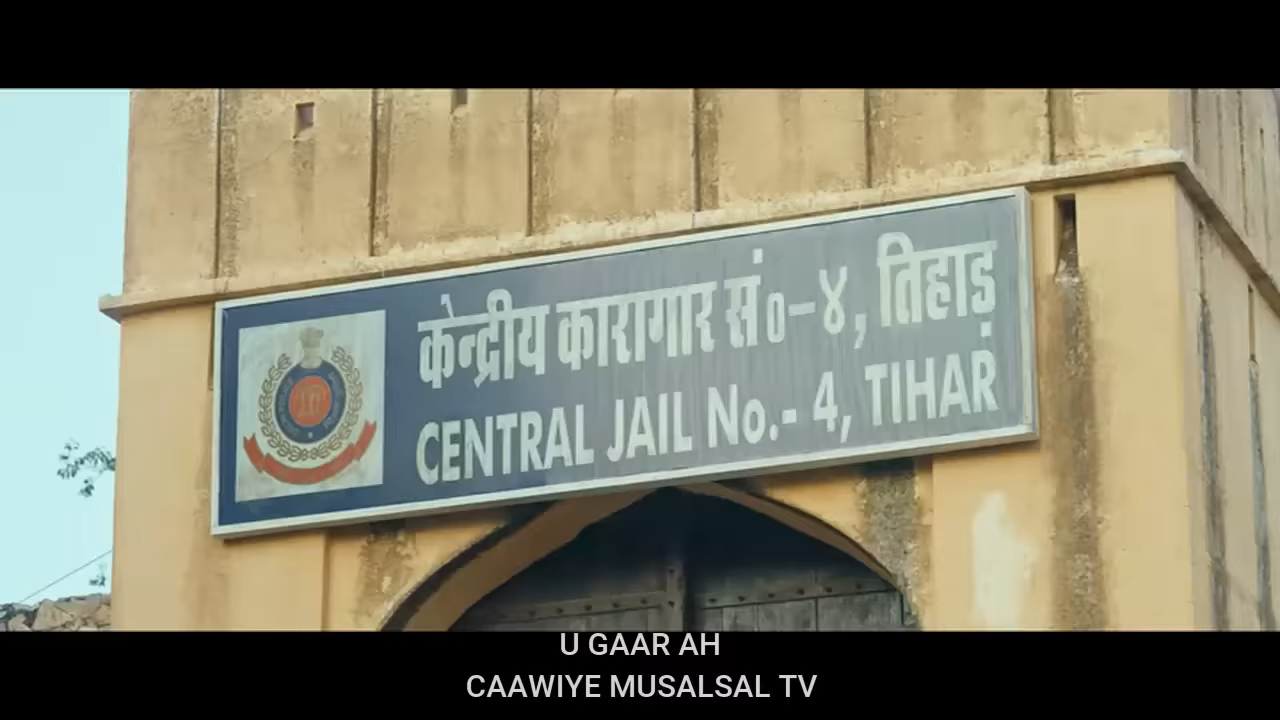 केन्द्रीय कारागार सं०-४, तिहाड़
CENTRAL JAIL No.- 4, TIHAR
U GAAR AH
CAAWIYE MUSALSAL TV